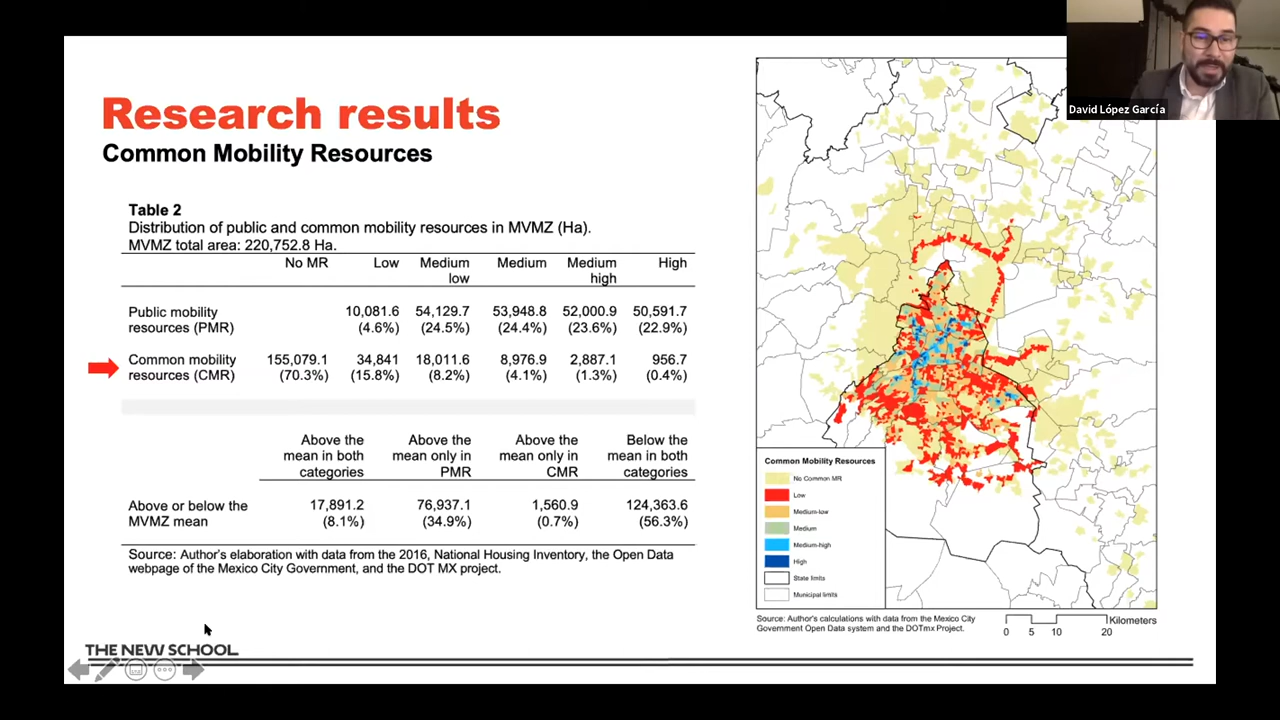 David López García
Research results
Common Mobility Resources
Table 2
Distribution of public and common mobility resources in MVMZ (Ha).
MVMZ total area: 220,752.8 Ha.
No MR Low Medium low Medium Medium high High
Public mobility resources (PMR) 10,081.6 (4.6%) 54,129.7 (24.5%) 53,948.8 (24.4%) 52,000.9 (23.6%) 50,591.7 (22.9%)
Common mobility resources (CMR) 155,079.1 (70.3%) 34,841 (15.8%) 18,011.6 (8.2%) 8,976.9 (4.1%) 2,887.1 (1.3%) 956.7 (0.4%)
Above the mean in both categories Above the mean only in PMR Above the mean only in CMR Below the mean in both categories
Above or below the MVMZ mean 17,891.2 (8.1%) 76,937.1 (34.9%) 1,560.9 (0.7%) 124,363.6 (56.3%)
Source: Author's elaboration with data from the 2016, National Housing Inventory, the Open Data
webpage of the Mexico City Government, and the DOT MX project.
Common Mobility Resources
No Common MR
Low
Medium-low
Medium
Medium-high
High
State limits
Municipal limits
Source: Author's calculations with data from the Mexico City
Government Open Data system and the DOTmx Project.
Kilometers
0 5 10 20
THE NEW SCHOOL